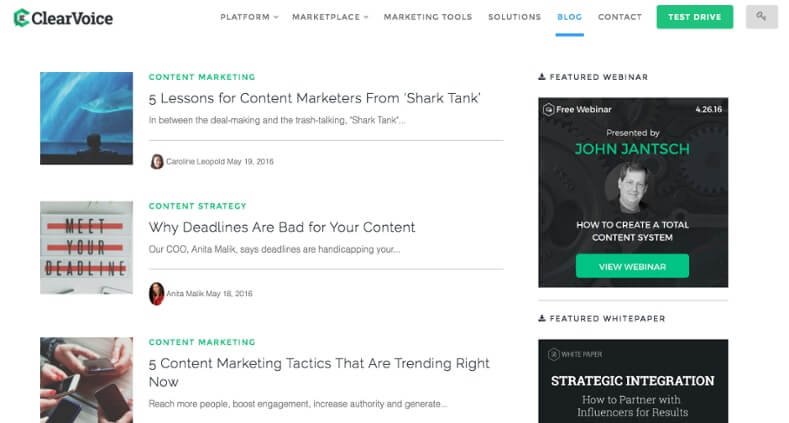 ClearVoice
PLATFORM MARKETPLACE MARKETING TOOLS SOLUTIONS BLOG CONTACT TEST DRIVE
CONTENT MARKETING
5 Lessons for Content Marketers From 'Shark Tank'
In between the deal-making and the trash-talking, "Shark Tank"...
Caroline Leopold May 19, 2016
MEET
YOUR
DEADLINE
CONTENT STRATEGY
Why Deadlines Are Bad for Your Content
Our COO, Anita Malik, says deadlines are handicapping your...
Anita Malik May 18, 2016
CONTENT MARKETING
5 Content Marketing Tactics That Are Trending Right
Now
Reach more people, boost engagement, increase authority and generate...
FEATURED WEBINAR
Free Webinar 4.26.16
Presented by
JOHN JANTSCH
HOW TO CREATE A TOTAL
CONTENT SYSTEM
VIEW WEBINAR
FEATURED WHITEPAPER
WHITE PAPER
STRATEGIC INTEGRATION
How to Partner with
Influencers for Results